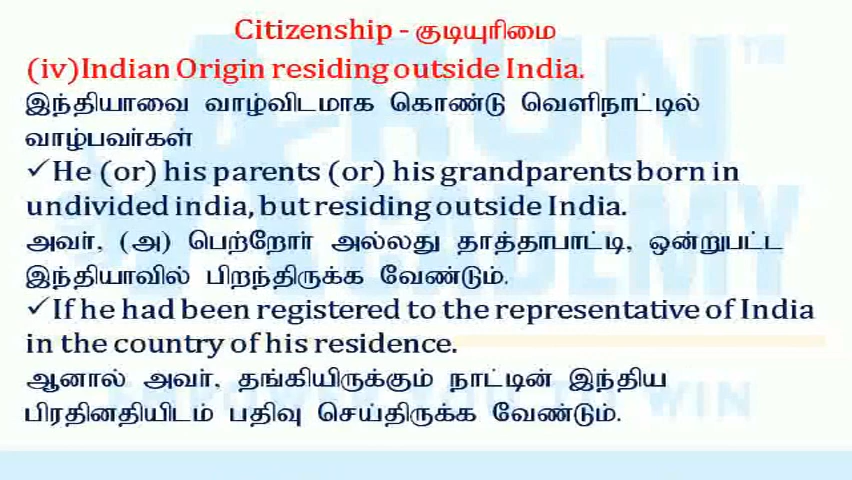 Citizenship - குடியுரிமை
(iv)Indian Origin residing outside India.
இந்தியாவை வாழ்விடமாக கொண்டு வெளிநாட்டில்
வாழ்பவர்கள்
✓He (or) his parents (or) his grandparents born in
undivided india, but residing outside India.
அவர், (அ) பெற்றோர் அல்லது தாத்தாபாட்டி, ஒன்றுபட்ட
இந்தியாவில் பிறந்திருக்க வேண்டும்.
✓If he had been registered to the representative of India
in the country of his residence.
ஆனால் அவர், தங்கியிருக்கும் நாட்டின் இந்திய
பிரதினதியிடம் பதிவு செய்திருக்க வேண்டும்.